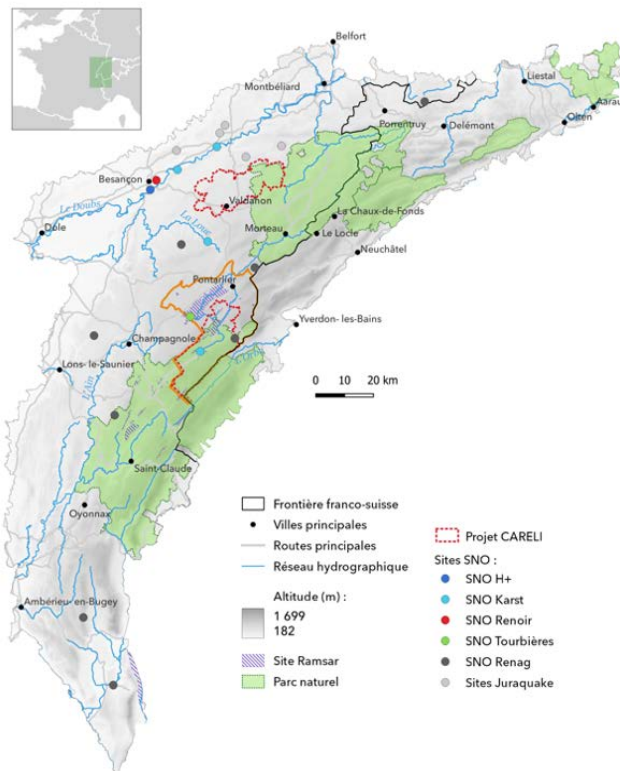 Belfort
Montbéliard
Liestal
Aarau
Olten
Porrentruy
Delémont
Besançon
Le Doubs
Valdahon
Dole
La Loue
La Chaux-de-Fonds
Morteau
Le Locle
Neuchâtel
Pontarlier
Yverdon- les-Bains
Champagnole
L'Orbe
Lons- le-Saunier
L'Ain
0 10 20 km
Saint-Claude
Oyonnax
Ambérieu- en-Bugey
Frontière franco-suisse
Villes principales
Routes principales
Réseau hydrographique
Altitude (m) :
1 699
182
Site Ramsar
Parc naturel
Projet CARELI
Sites SNO :
SNO H+
SNO Karst
SNO Renoir
SNO Tourbières
SNO Renag
Sites Juraquake